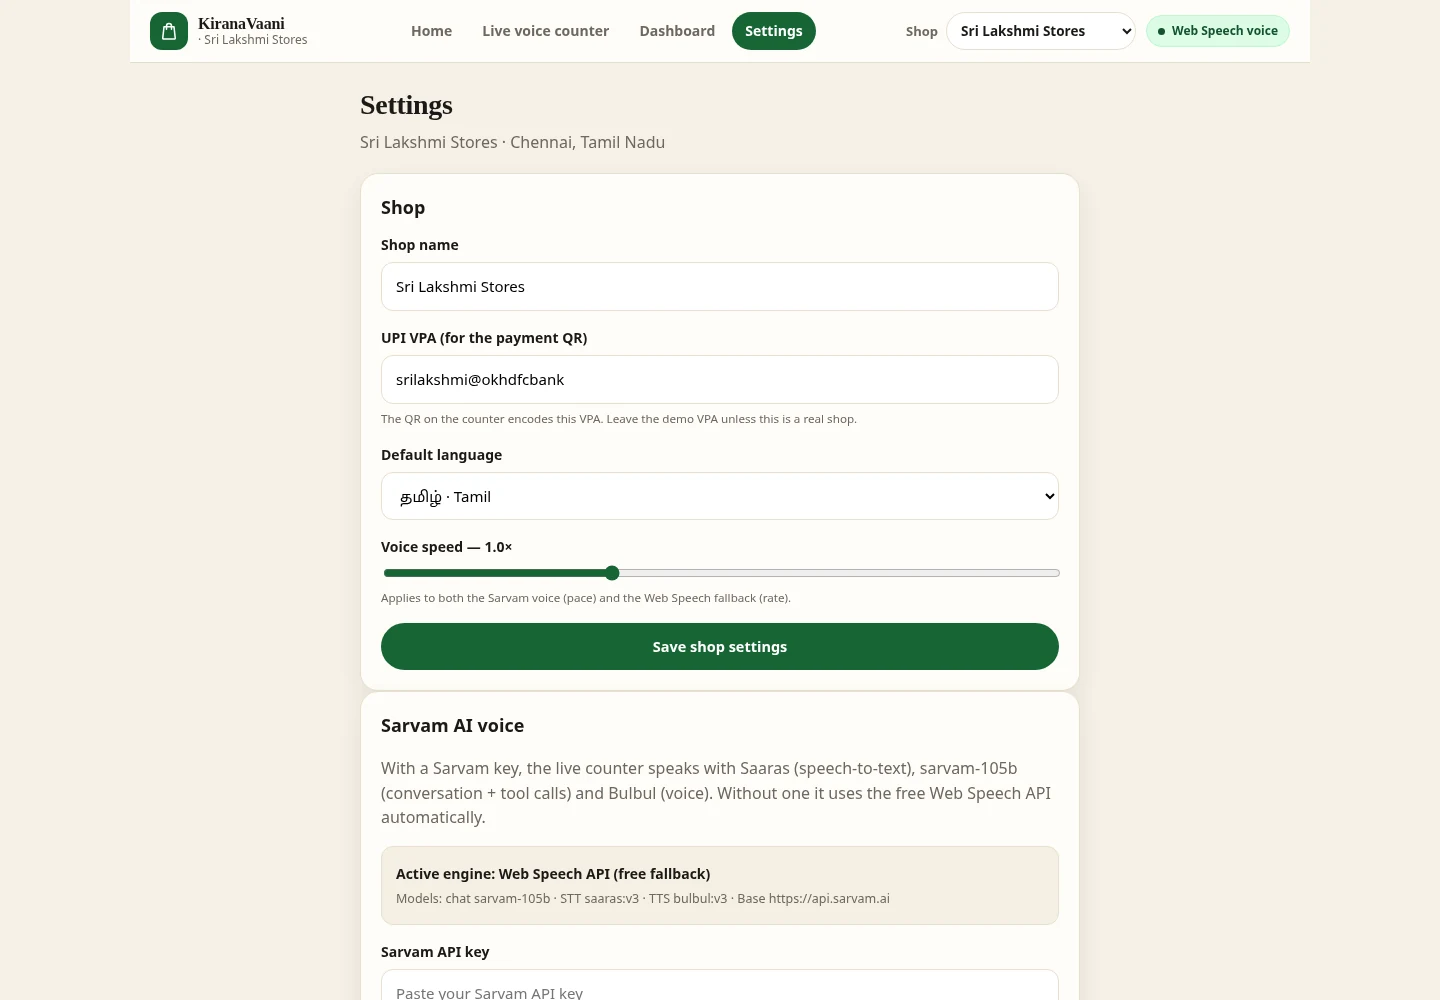 KiranaVaani
· Sri Lakshmi Stores
Home
Live voice counter
Dashboard
Settings
Shop
Sri Lakshmi Stores
Web Speech voice
Settings
Sri Lakshmi Stores · Chennai, Tamil Nadu
Shop
Shop name
Sri Lakshmi Stores
UPI VPA (for the payment QR)
srilakshmi@okhdfcbank
The QR on the counter encodes this VPA. Leave the demo VPA unless this is a real shop.
Default language
தமிழ் · Tamil
Voice speed — 1.0×
Applies to both the Sarvam voice (pace) and the Web Speech fallback (rate).
Save shop settings
Sarvam AI voice
With a Sarvam key, the live counter speaks with Saaras (speech-to-text), sarvam-105b
(conversation + tool calls) and Bulbul (voice). Without one it uses the free Web Speech API
automatically.
Active engine: Web Speech API (free fallback)
Models: chat sarvam-105b · STT saaras:v3 · TTS bulbul:v3 · Base https://api.sarvam.ai
Sarvam API key
Paste your Sarvam API key